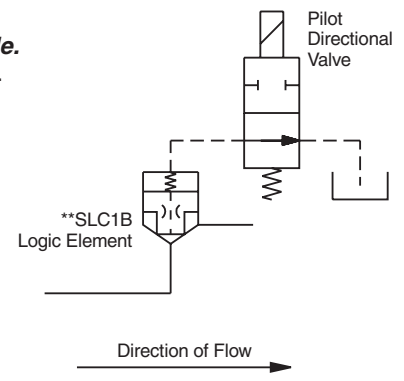 le.
Pilot
Directional
Valve
**SLC1B
Logic Element
Direction of Flow